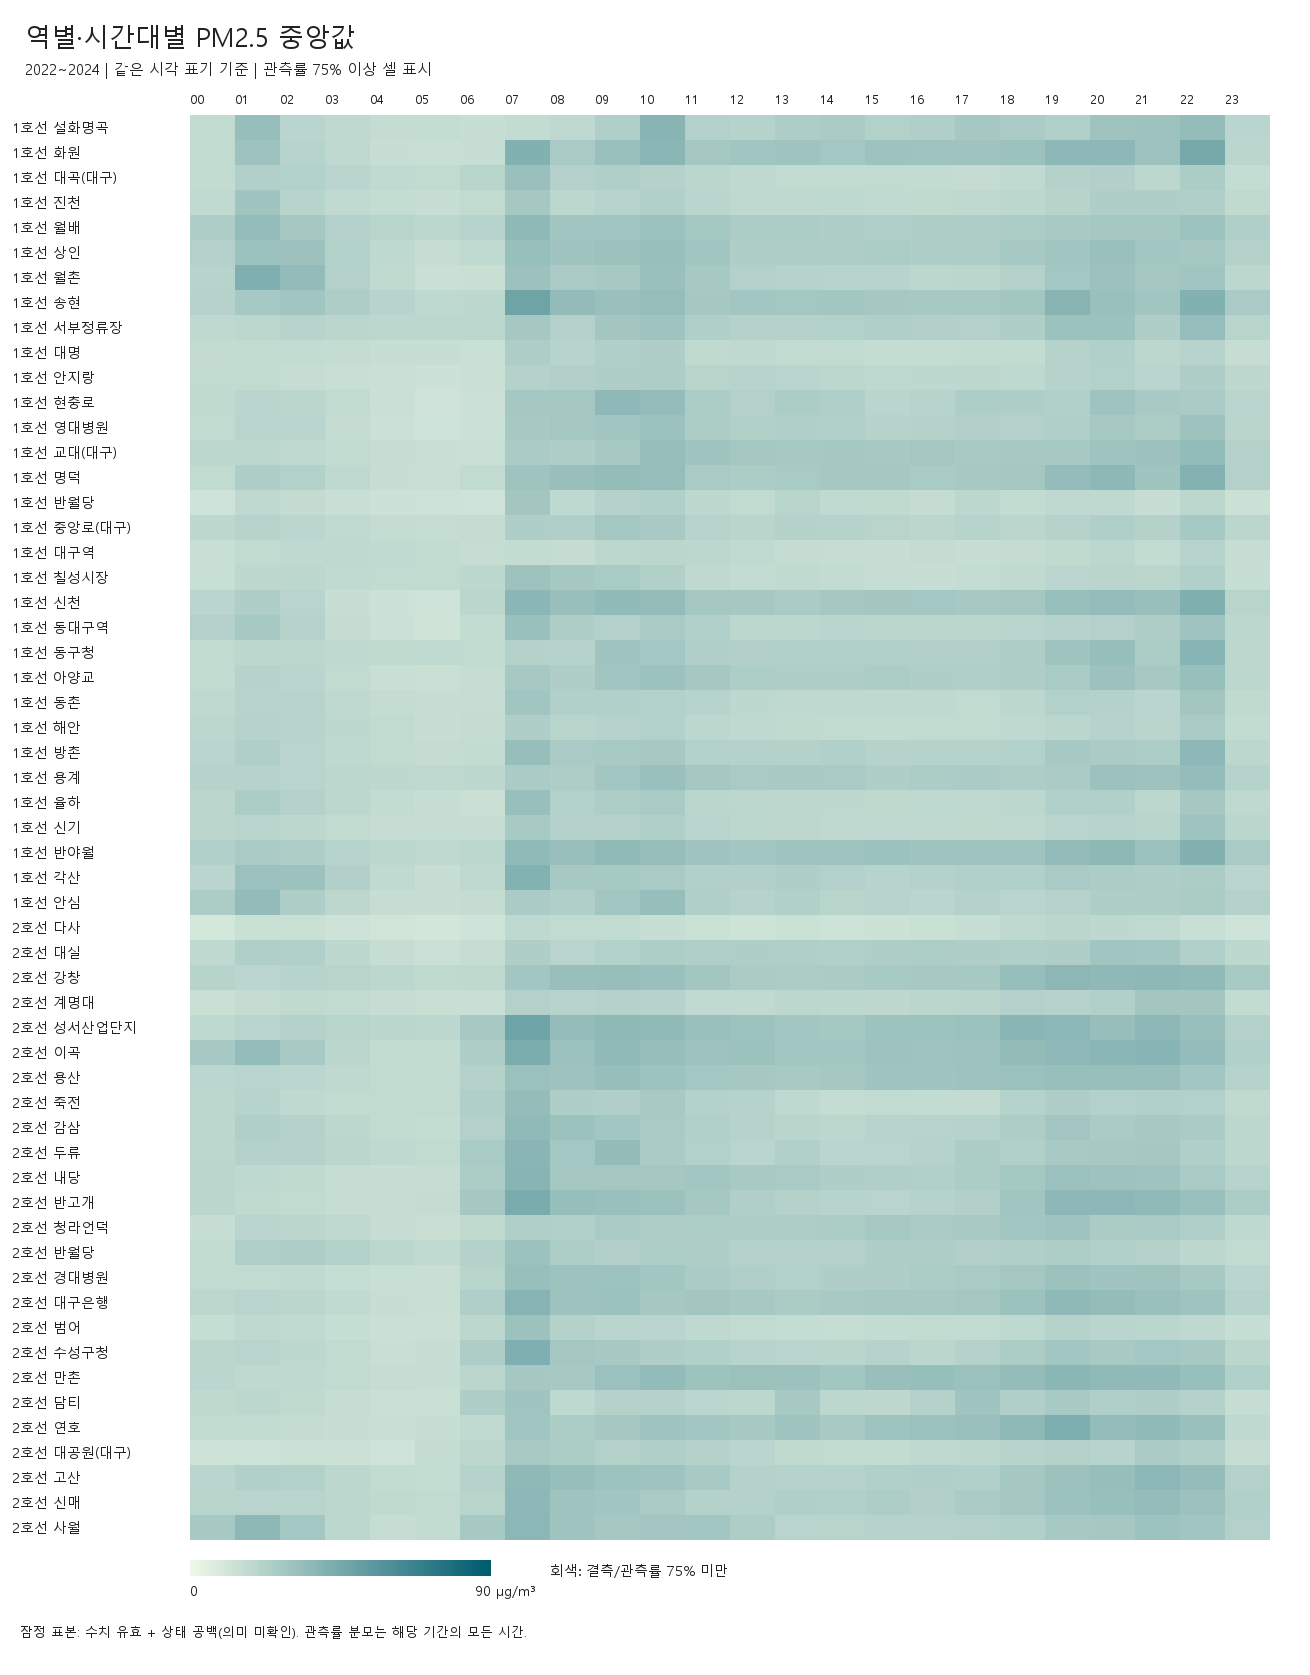 역별·시간대별 PM2.5 중앙값
2022~2024 | 같은 시각 표기 기준 | 관측률 75% 이상 셀 표시
00 01 02 03 04 05 06 07 08 09 10 11 12 13 14 15 16 17 18 19 20 21 22 23
1호선 설화명곡
1호선 화원
1호선 대곡(대구)
1호선 진천
1호선 월배
1호선 상인
1호선 월촌
1호선 송현
1호선 서부정류장
1호선 대명
1호선 안지랑
1호선 현충로
1호선 영대병원
1호선 교대(대구)
1호선 명덕
1호선 반월당
1호선 중앙로(대구)
1호선 대구역
1호선 칠성시장
1호선 신천
1호선 동대구역
1호선 동구청
1호선 아양교
1호선 동촌
1호선 해안
1호선 방촌
1호선 용계
1호선 율하
1호선 신기
1호선 반야월
1호선 각산
1호선 안심
2호선 다사
2호선 대실
2호선 강창
2호선 계명대
2호선 성서산업단지
2호선 이곡
2호선 용산
2호선 죽전
2호선 감삼
2호선 두류
2호선 내당
2호선 반고개
2호선 청라언덕
2호선 반월당
2호선 경대병원
2호선 대구은행
2호선 범어
2호선 수성구청
2호선 만촌
2호선 담티
2호선 연호
2호선 대공원(대구)
2호선 고산
2호선 신매
2호선 사월
회색: 결측/관측률 75% 미만
0 90 µg/m³
잠정 표본: 수치 유효 + 상태 공백(의미 미확인). 관측률 분모는 해당 기간의 모든 시간.